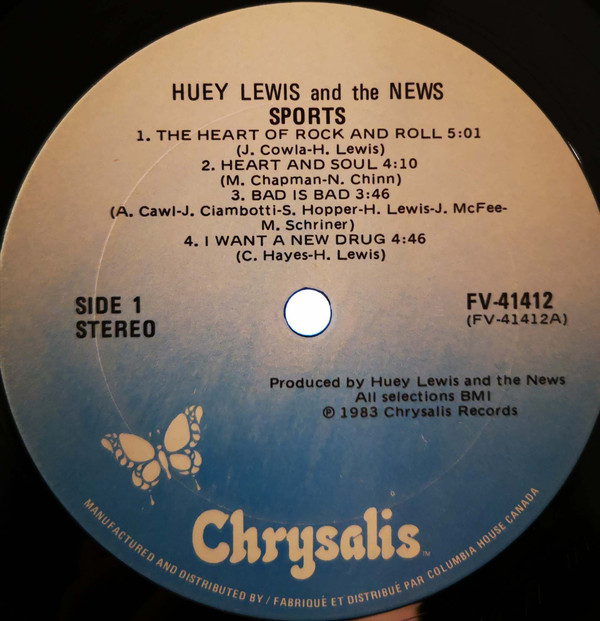 HUEY LEWIS and the NEWS
SPORTS
1. THE HEART OF ROCK AND ROLL 5:01
(J. Cowla-H. Lewis)
2. HEART AND SOUL 4:10
(M. Chapman-N. Chinn)
3. BAD IS BAD 3:46
(A. Cawl-J. Ciambotti-S. Hopper-H. Lewis-J. McFee-
M. Schriner)
4. I WANT A NEW DRUG 4:46
(C. Hayes-H. Lewis)
SIDE 1
STEREO
FV-41412
(FV-41412A)
Produced by Huey Lewis and the News
All selections BMI
℗ 1983 Chrysalis Records
Chrysalis™
MANUFACTURED AND DISTRIBUTED BY / FABRIQUÉ ET DISTRIBUÉ PAR COLUMBIA HOUSE CANADA